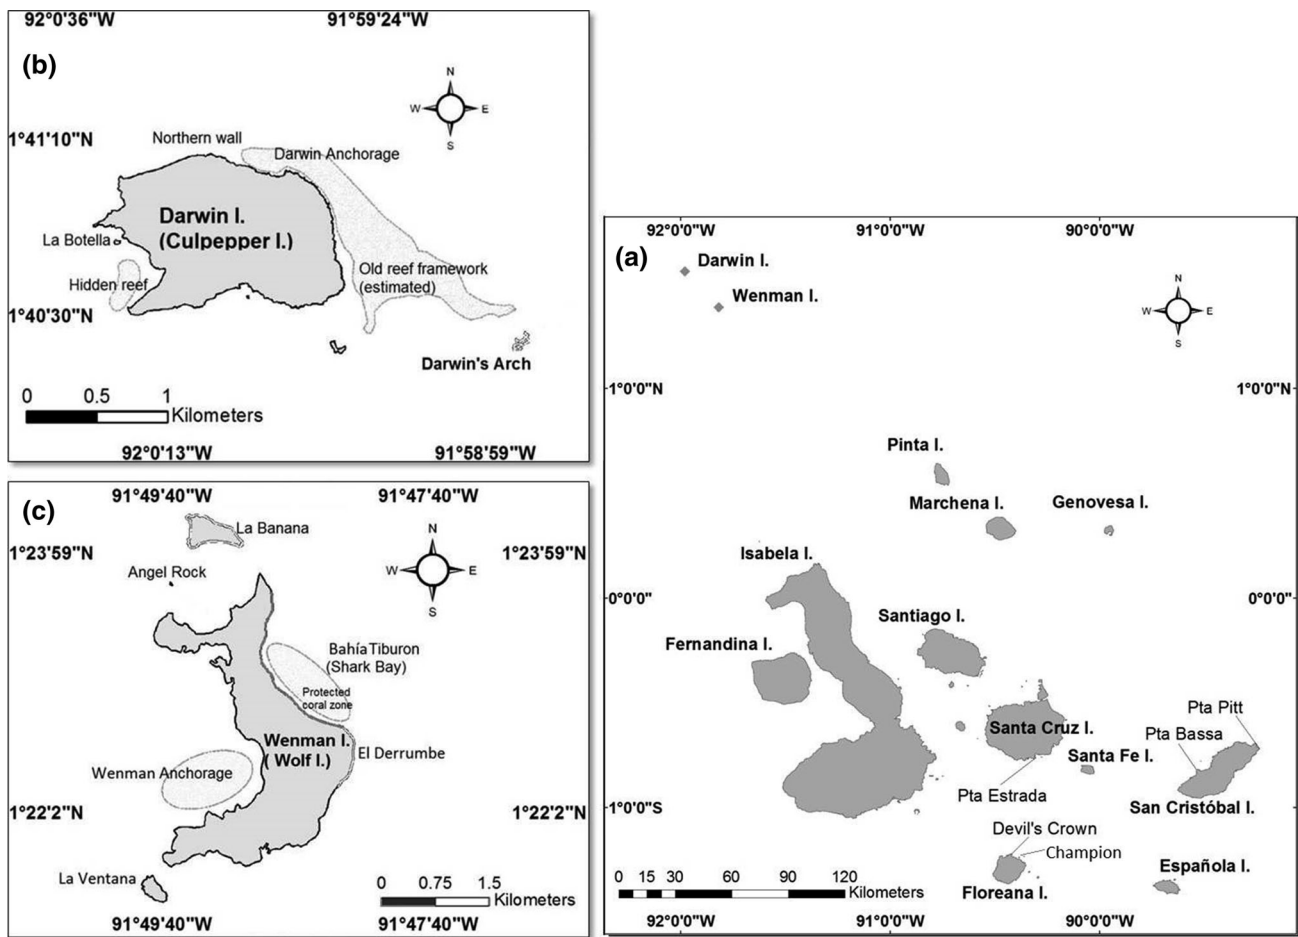 92°0'36"W 91°59'24"W
(b)
N
W E
S
1°41'10"N
Northern wall
Darwin Anchorage
Darwin I.
(Culpepper I.)
La Botella
Hidden reef
Old reef framework
(estimated)
1°40'30"N
Darwin's Arch
0 0.5 1
Kilometers
92°0'13"W 91°58'59"W
(c)
91°49'40"W 91°47'40"W
La Banana
N
W E
S
1°23'59"N 1°23'59"N
Angel Rock
Bahía Tiburon
(Shark Bay)
Protected
coral zone
Wenman I.
( Wolf I.)
El Derrumbe
Wenman Anchorage
1°22'2"N 1°22'2"N
La Ventana
0 0.75 1.5
Kilometers
91°49'40"W 91°47'40"W
92°0'0"W 91°0'0"W 90°0'0"W
(a)
Darwin I.
Wenman I.
N
W E
S
1°0'0"N 1°0'0"N
Pinta I.
Marchena I.
Genovesa I.
Isabela I.
0°0'0" 0°0'0"
Santiago I.
Fernandina I.
Pta Pitt
Santa Cruz I.
Pta Bassa
Santa Fe I.
Pta Estrada
1°0'0"S 1°0'0"S
San Cristóbal I.
Devil's Crown
Champion
Española I.
Floreana I.
0 15 30 60 90 120
Kilometers
92°0'0"W 91°0'0"W 90°0'0"W